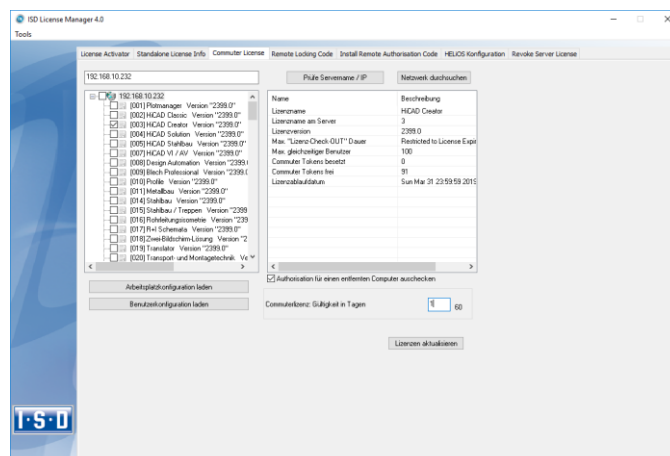 ISD License Manager 4.0
Tools
License Activator
Standalone License Info
Commuter License
Remote Locking Code
Install Remote Authorisation Code
HELiOS Konfiguration
Revoke Server License
192.168.10.232
Prüfe Servername / IP
Netzwerk durchsuchen
192.168.10.232
[001] Plotmanager Version "2399.0"
[002] HiCAD Classic Version "2399.0"
[003] HiCAD Creator Version "2399.0"
[004] HiCAD Solution Version "2399.0"
[005] HiCAD Stahlbau Version "2399.0"
[007] HiCAD VI / AV Version "2399.0"
[008] Design Automation Version "2399.
[009] Blech Professional Version "2399.
[010] Profile Version "2399.0"
[011] Metallbau Version "2399.0"
[014] Stahlbau Version "2399.0"
[015] Stahlbau / Treppen Version "2399
[016] Rohrleitungsisometrie Version "239
[017] R+I Schemata Version "2399.0"
[018] Zwei-Bildschirm-Lösung Version "2
[019] Translator Version "2399.0"
[020] Transport- und Montagetechnik Ve
Name Beschreibung
Lizenzname HiCAD Creator
Lizenzname am Server 3
Lizenzversion 2399.0
Max. "Lizenz-Check-OUT" Dauer Restricted to License Expir
Max. gleichzeitiger Benutzer 100
Commuter Tokens besetzt 0
Commuter Tokens frei 91
Lizenzablaufdatum Sun Mar 31 23:59:59 2019
Authorisation für einen entfernten Computer auschecken
Arbeitsplatzkonfiguration laden
Benutzerkonfiguration laden
Commuterlizenz: Gültigkeit in Tagen 1 60
Lizenzen aktualisieren
I·S·D